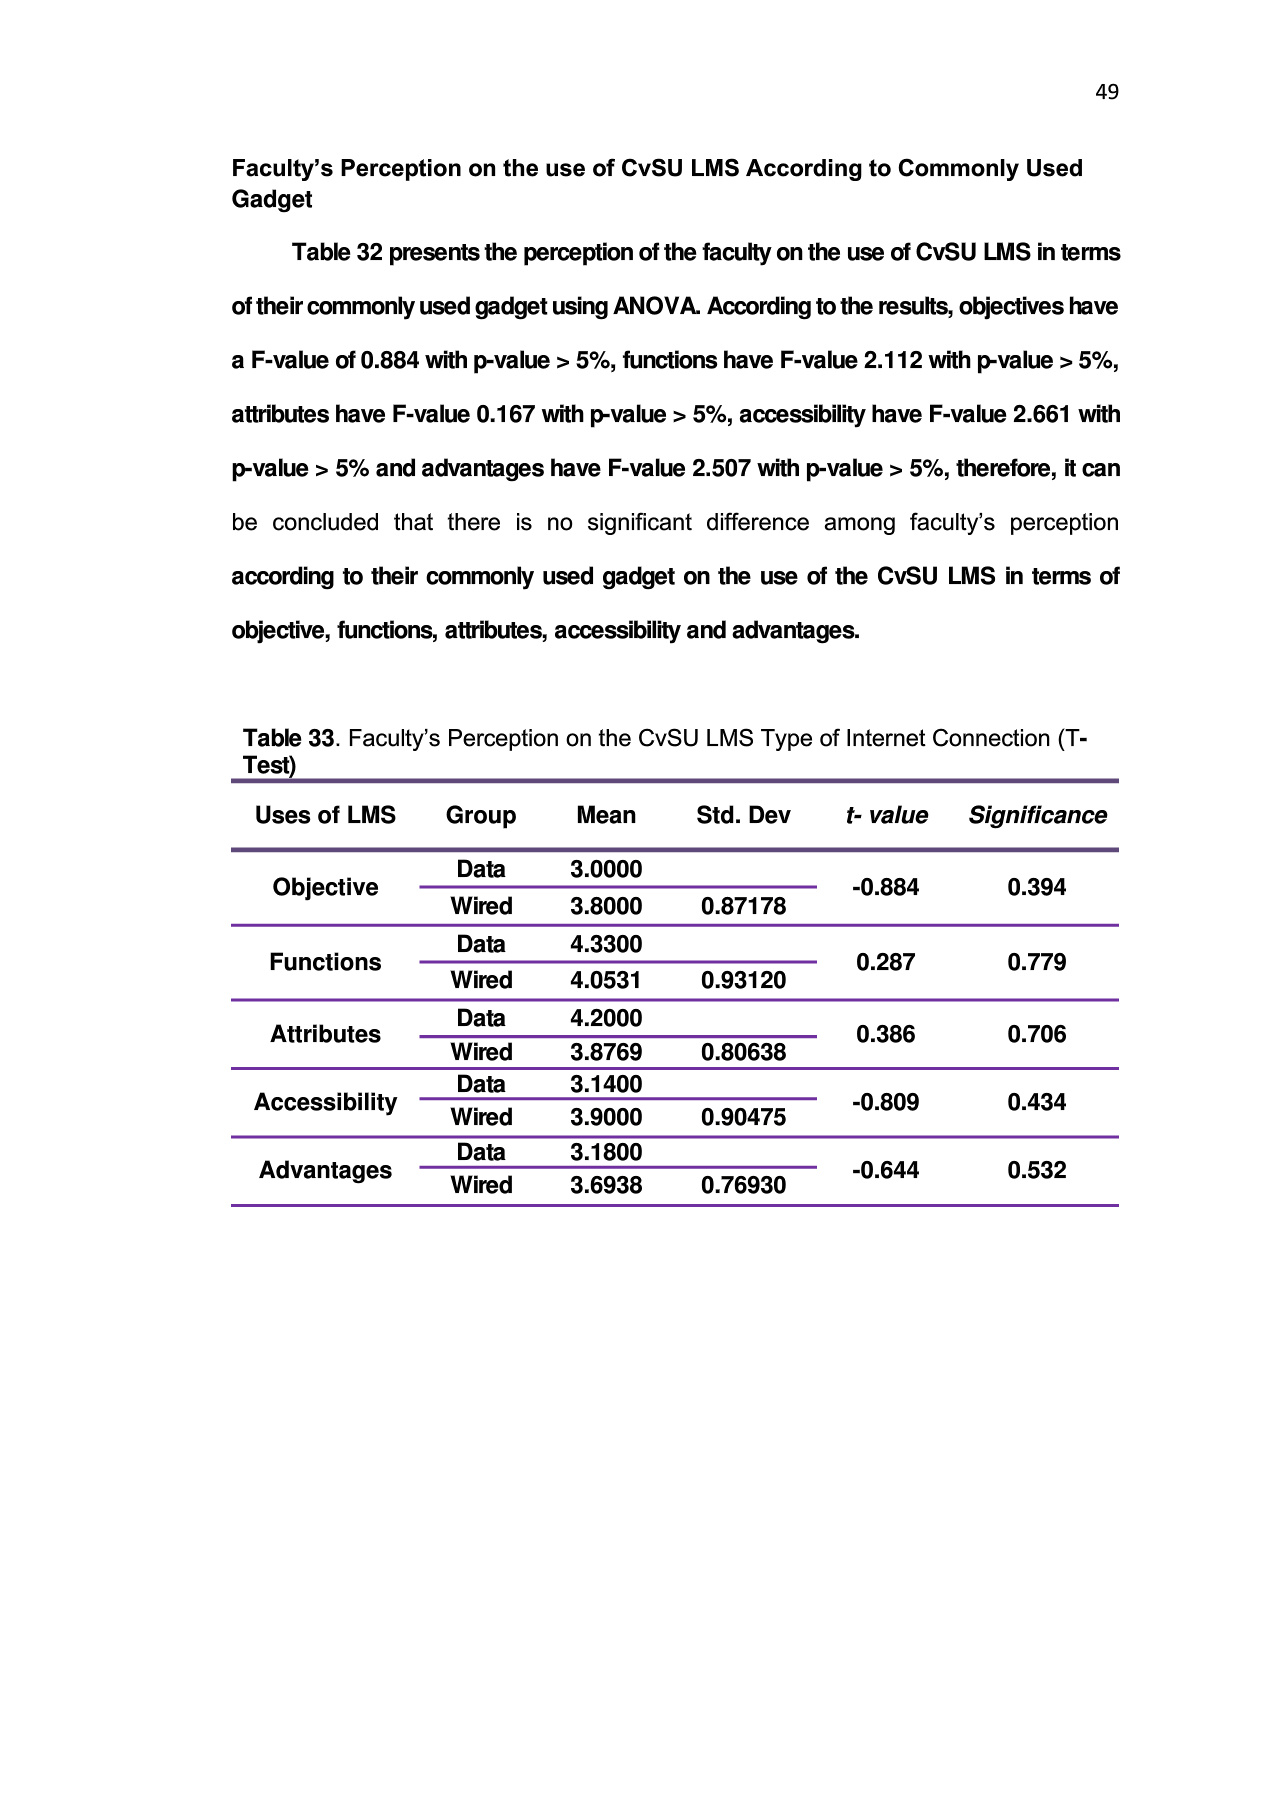 49
Faculty’s Perception on the use of CvSU LMS According to Commonly Used
Gadget
Table 32 presents the perception of the faculty on the use of CvSU LMS in terms
of their commonly used gadget using ANOVA. According to the results, objectives have
a F-value of 0.884 with p-value > 5%, functions have F-value 2.112 with p-value > 5%,
attributes have F-value 0.167 with p-value > 5%, accessibility have F-value 2.661 with
p-value > 5% and advantages have F-value 2.507 with p-value > 5%, therefore, it can
be concluded that there is no significant difference among faculty’s perception
according to their commonly used gadget on the use of the CvSU LMS in terms of
objective, functions, attributes, accessibility and advantages.
Table 33. Faculty’s Perception on the CvSU LMS Type of Internet Connection (T-
Test)
Uses of LMS Group Mean Std. Dev t- value Significance
Data 3.0000
Objective -0.884 0.394
Wired 3.8000 0.87178
Data 4.3300
Functions 0.287 0.779
Wired 4.0531 0.93120
Data 4.2000
Attributes 0.386 0.706
Wired 3.8769 0.80638
Data 3.1400
Accessibility -0.809 0.434
Wired 3.9000 0.90475
Data 3.1800
Advantages -0.644 0.532
Wired 3.6938 0.76930